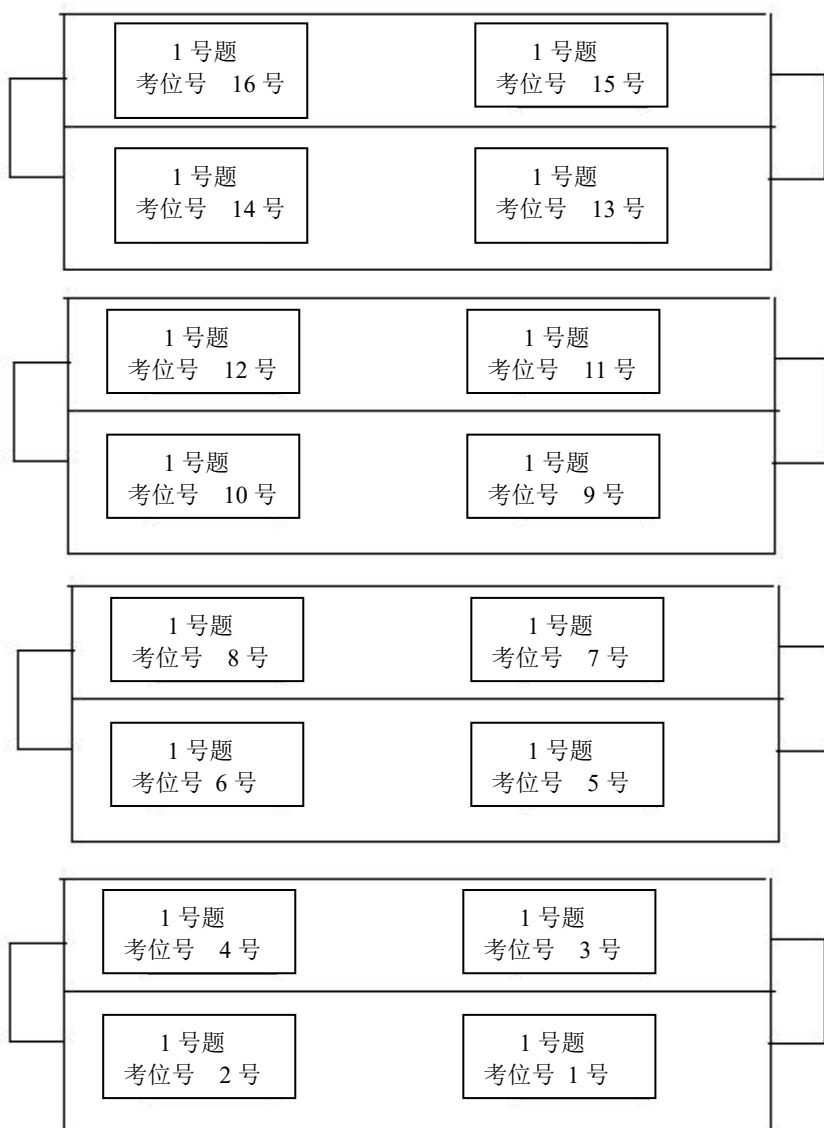 1 号题
考位号 16 号
1 号题
考位号 15 号
1 号题
考位号 14 号
1 号题
考位号 13 号
1 号题
考位号 12 号
1 号题
考位号 11 号
1 号题
考位号 10 号
1 号题
考位号 9 号
1 号题
考位号 8 号
1 号题
考位号 7 号
1 号题
考位号 6 号
1 号题
考位号 5 号
1 号题
考位号 4 号
1 号题
考位号 3 号
1 号题
考位号 2 号
1 号题
考位号 1 号